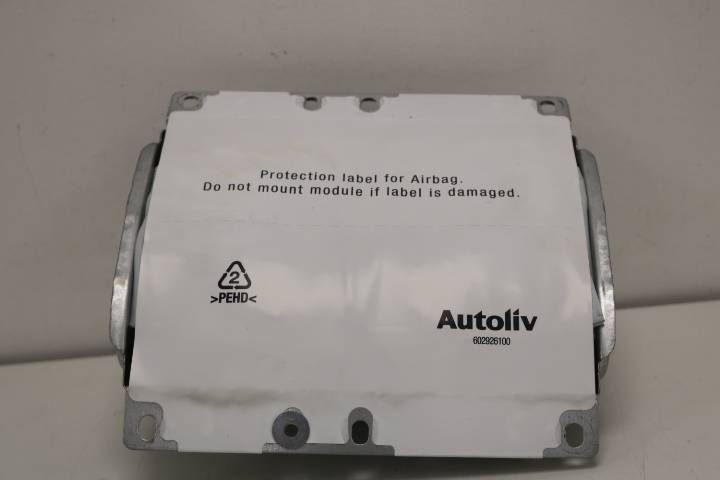 Protection label for Airbag.
Do not mount module if label is damaged.
2
>PEHD<
Autoliv
602926100